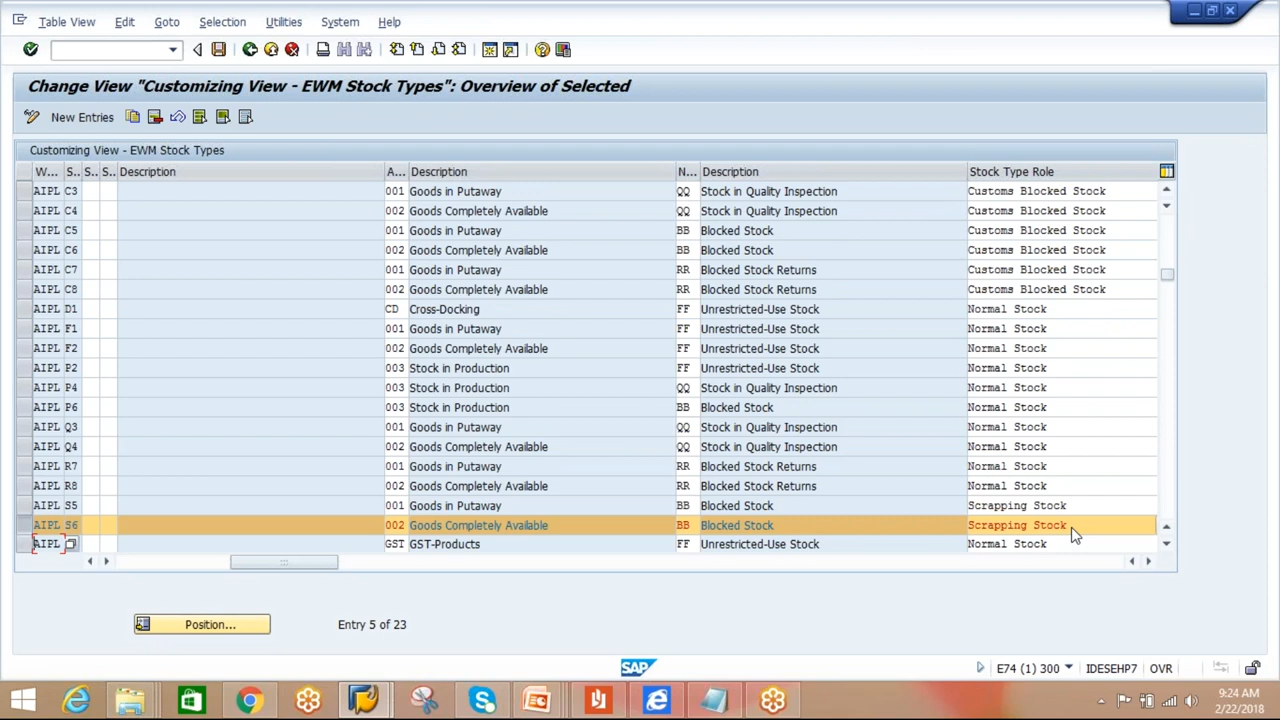 Table View Edit Goto Selection Utilities System Help
Change View "Customizing View - EWM Stock Types": Overview of Selected
New Entries
Customizing View - EWM Stock Types
W... S.. S.. S.. Description A... Description N... Description Stock Type Role
AIPL C3 001 Goods in Putaway QQ Stock in Quality Inspection Customs Blocked Stock
AIPL C4 002 Goods Completely Available QQ Stock in Quality Inspection Customs Blocked Stock
AIPL C5 001 Goods in Putaway BB Blocked Stock Customs Blocked Stock
AIPL C6 002 Goods Completely Available BB Blocked Stock Customs Blocked Stock
AIPL C7 001 Goods in Putaway RR Blocked Stock Returns Customs Blocked Stock
AIPL C8 002 Goods Completely Available RR Blocked Stock Returns Customs Blocked Stock
AIPL D1 CD Cross-Docking FF Unrestricted-Use Stock Normal Stock
AIPL F1 001 Goods in Putaway FF Unrestricted-Use Stock Normal Stock
AIPL F2 002 Goods Completely Available FF Unrestricted-Use Stock Normal Stock
AIPL P2 003 Stock in Production FF Unrestricted-Use Stock Normal Stock
AIPL P4 003 Stock in Production QQ Stock in Quality Inspection Normal Stock
AIPL P6 003 Stock in Production BB Blocked Stock Normal Stock
AIPL Q3 001 Goods in Putaway QQ Stock in Quality Inspection Normal Stock
AIPL Q4 002 Goods Completely Available QQ Stock in Quality Inspection Normal Stock
AIPL R7 001 Goods in Putaway RR Blocked Stock Returns Normal Stock
AIPL R8 002 Goods Completely Available RR Blocked Stock Returns Normal Stock
AIPL S5 001 Goods in Putaway BB Blocked Stock Scrapping Stock
AIPL S6 002 Goods Completely Available BB Blocked Stock Scrapping Stock
AIPL GST GST-Products FF Unrestricted-Use Stock Normal Stock
Position... Entry 5 of 23
SAP E74 (1) 300 IDESEHP7 OVR
9:24 AM
2/22/2018